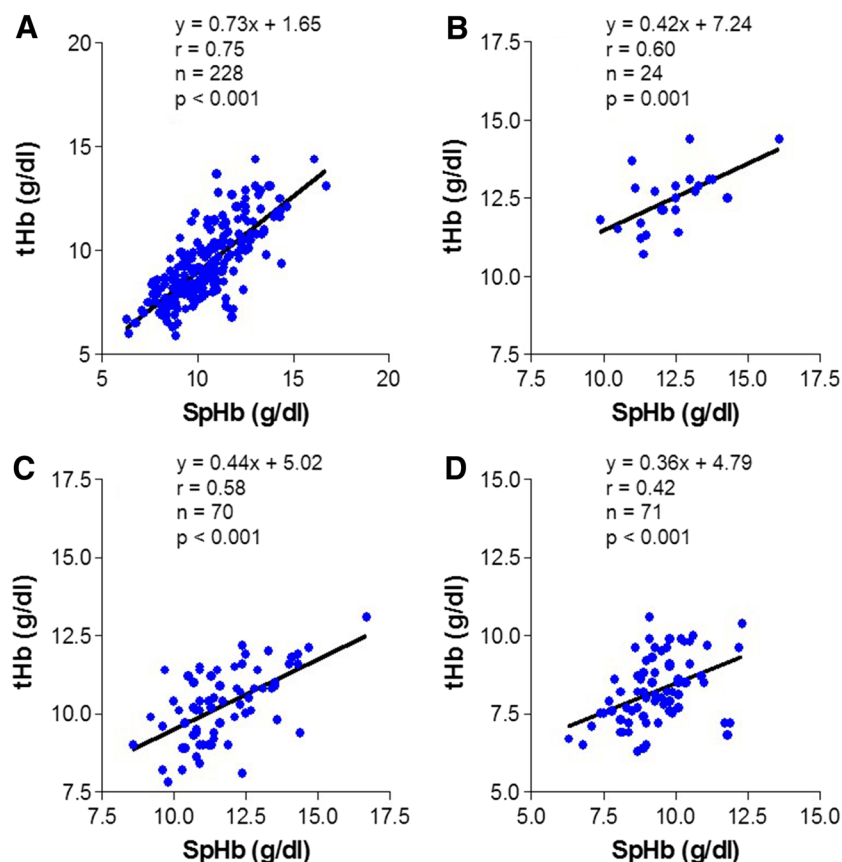 A
y = 0.73x + 1.65
r = 0.75
n = 228
p < 0.001
20
15
10
5
tHb (g/dl)
5 10 15 20
SpHb (g/dl)
B
y = 0.42x + 7.24
r = 0.60
n = 24
p = 0.001
17.5
15.0
12.5
10.0
7.5
tHb (g/dl)
7.5 10.0 12.5 15.0 17.5
SpHb (g/dl)
C
y = 0.44x + 5.02
r = 0.58
n = 70
p < 0.001
17.5
15.0
12.5
10.0
7.5
tHb (g/dl)
7.5 10.0 12.5 15.0 17.5
SpHb (g/dl)
D
y = 0.36x + 4.79
r = 0.42
n = 71
p < 0.001
15.0
12.5
10.0
7.5
5.0
tHb (g/dl)
5.0 7.5 10.0 12.5 15.0
SpHb (g/dl)